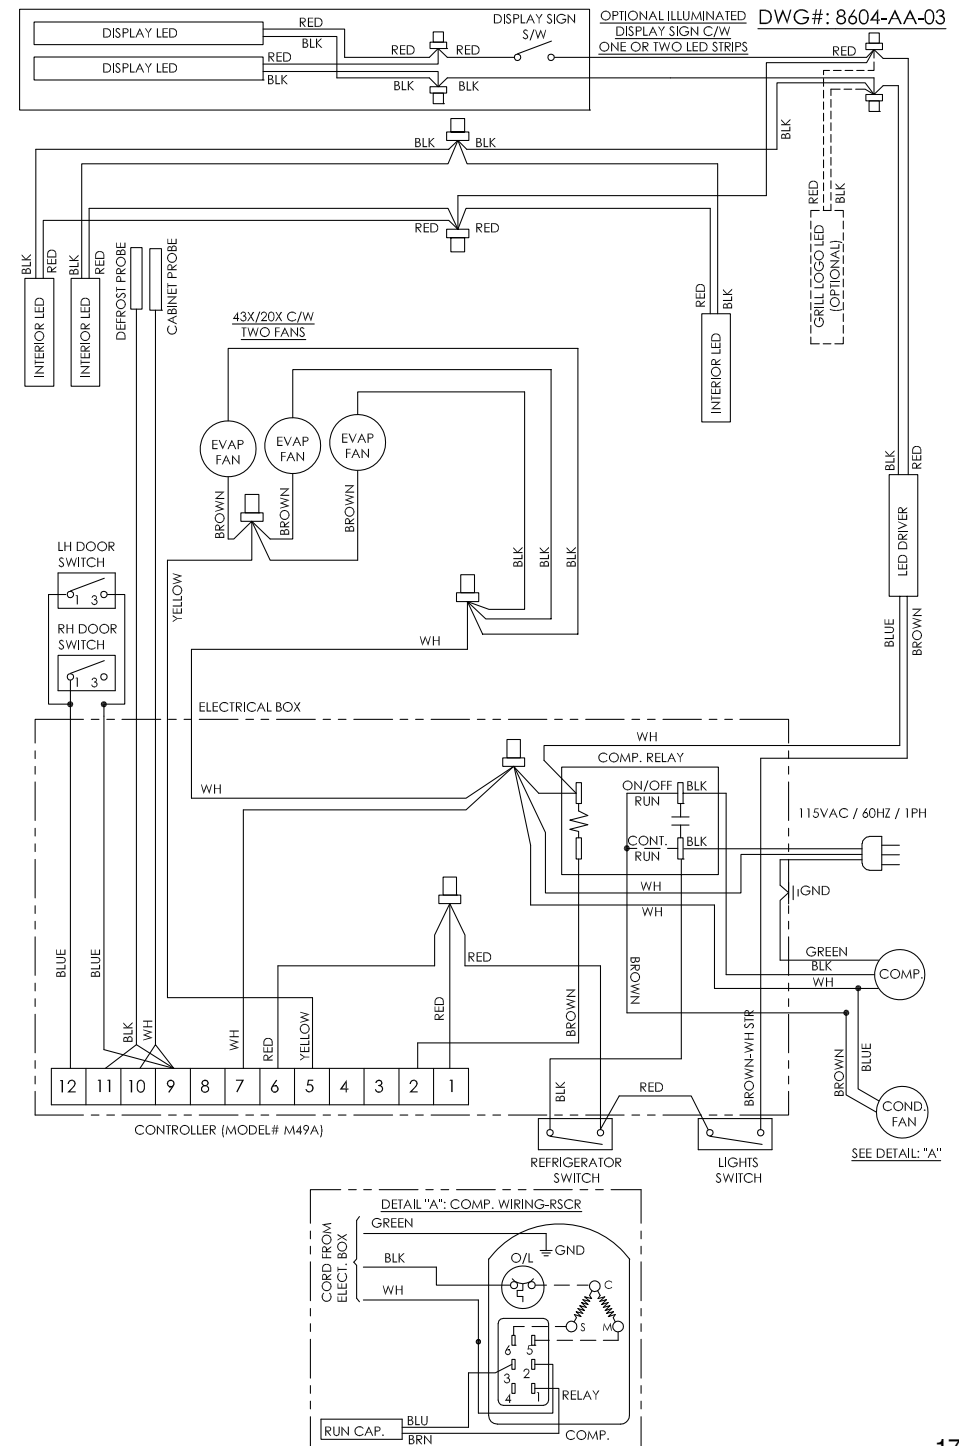 DISPLAY LED
RED
BLK
DISPLAY LED
RED
BLK
RED
RED
BLK
BLK
DISPLAY SIGN
S/W
OPTIONAL ILLUMINATED
DISPLAY SIGN C/W
ONE OR TWO LED STRIPS
DWG#: 8604-AA-03
RED
BLK
BLK
BLK
RED
RED
RED
BLK
GRILL LOGO LED
(OPTIONAL)
BLK
RED
BLK
RED
INTERIOR LED
INTERIOR LED
DEFROST PROBE
CABINET PROBE
43X/20X C/W
TWO FANS
RED
BLK
INTERIOR LED
EVAP
FAN
EVAP
FAN
EVAP
FAN
BROWN
BROWN
BROWN
BLK
BLK
BLK
BLK
RED
LED DRIVER
BLUE
BROWN
LH DOOR
SWITCH
1 3
RH DOOR
SWITCH
1 3
YELLOW
WH
ELECTRICAL BOX
WH
WH
COMP. RELAY
ON/OFF
RUN
BLK
CONT.
RUN
BLK
WH
WH
115VAC / 60HZ / 1PH
GND
GREEN
BLK
WH
COMP.
BLUE
BLUE
BLK
WH
WH
RED
YELLOW
RED
RED
BROWN
BROWN
BROWN-WH STR
BROWN
BLUE
12 11 10 9 8 7 6 5 4 3 2 1
CONTROLLER (MODEL# M49A)
BLK
RED
REFRIGERATOR
SWITCH
LIGHTS
SWITCH
COND.
FAN
SEE DETAIL: "A"
DETAIL "A": COMP. WIRING-RSCR
CORD FROM
ELECT. BOX
GREEN
BLK
WH
GND
O/L
C
S
M
6 5
3 2
4 1
RELAY
RUN CAP.
BLU
BRN
COMP.
17